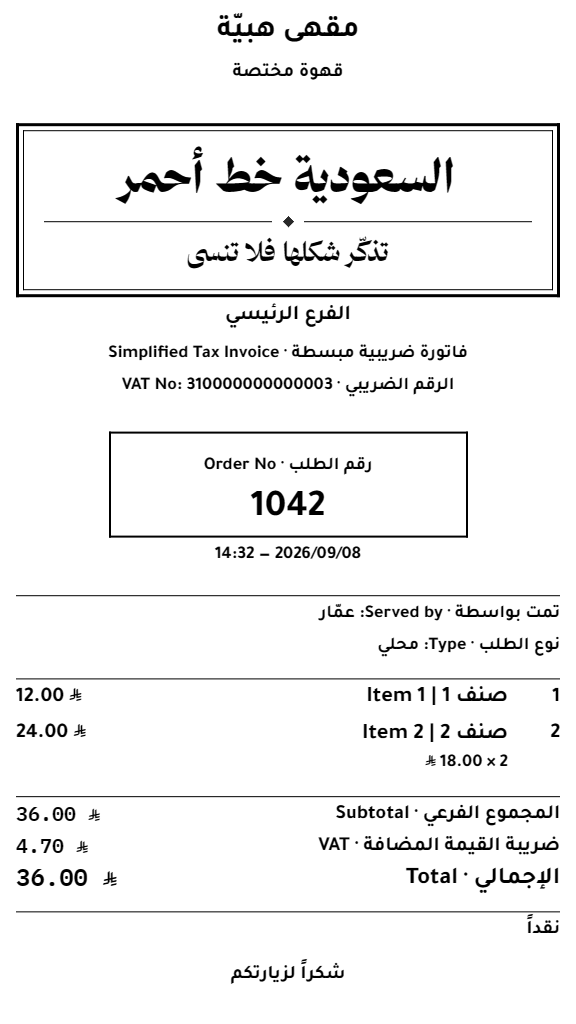 مقهى هبيّة
قهوة مختصة
السعودية خط أحمر
تذكّر شكلها فلا تنسى
الفرع الرئيسي
فاتورة ضريبية مبسطة · Simplified Tax Invoice
الرقم الضريبي · VAT No: 310000000000003
رقم الطلب · Order No
1042
2026/09/08 – 14:32
تمت بواسطة · Served by: عمّار
نوع الطلب · Type: محلي
1 صنف 1 | Item 1 12.00 ⃁
2 صنف 2 | Item 2 24.00 ⃁
2 × 18.00 ⃁
المجموع الفرعي · Subtotal 36.00 ⃁
ضريبة القيمة المضافة · VAT 4.70 ⃁
الإجمالي · Total 36.00 ⃁
نقداً
شكراً لزيارتكم